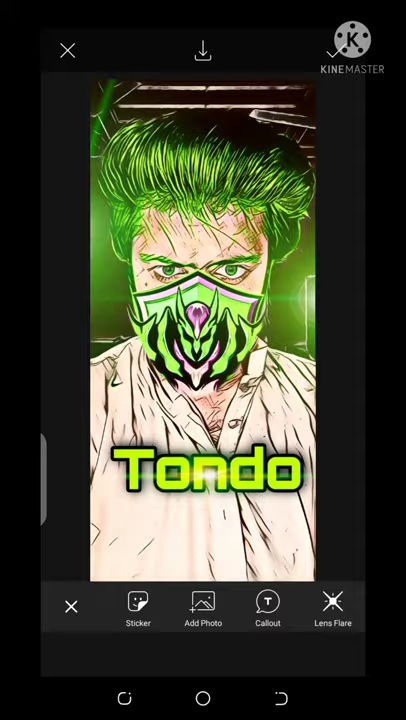 K
KINEMASTER
Tondo
T
Sticker
Add Photo
Callout
Lens Flare